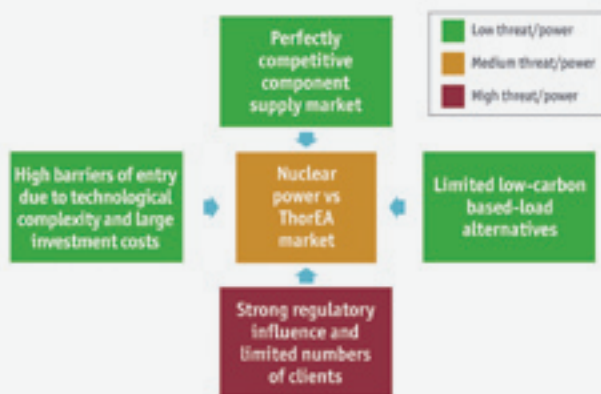 Perfectly
competitive
component
supply market
Low threat/power
Medium threat/power
High threat/power
High barriers of entry
due to technological
complexity and large
investment costs
Nuclear
power vs
ThorEA
market
Limited low-carbon
based-load
alternatives
Strong regulatory
influence and
limited numbers
of clients